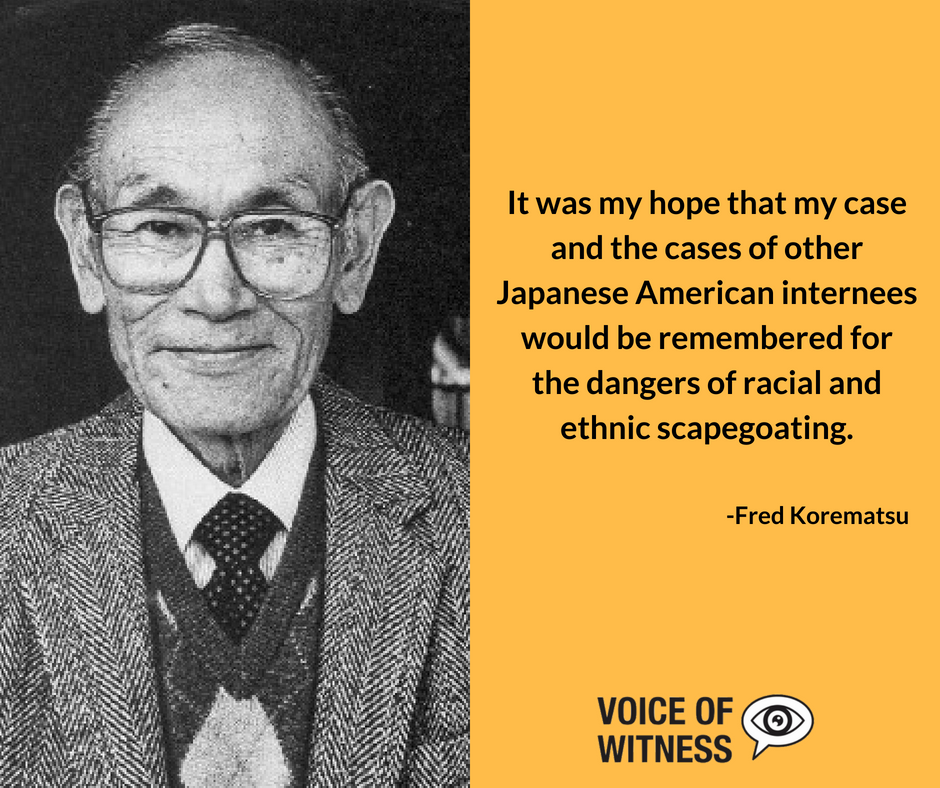 It was my hope that my case
and the cases of other
Japanese American internees
would be remembered for
the dangers of racial and
ethnic scapegoating.
-Fred Korematsu
VOICE OF
WITNESS